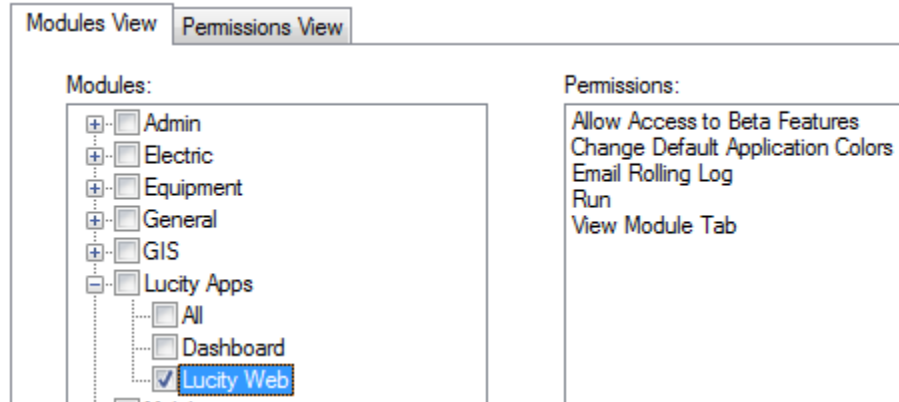 Modules View
Permissions View
Modules:
Admin
Electric
Equipment
General
GIS
Lucity Apps
All
Dashboard
Lucity Web
Permissions:
Allow Access to Beta Features
Change Default Application Colors
Email Rolling Log
Run
View Module Tab